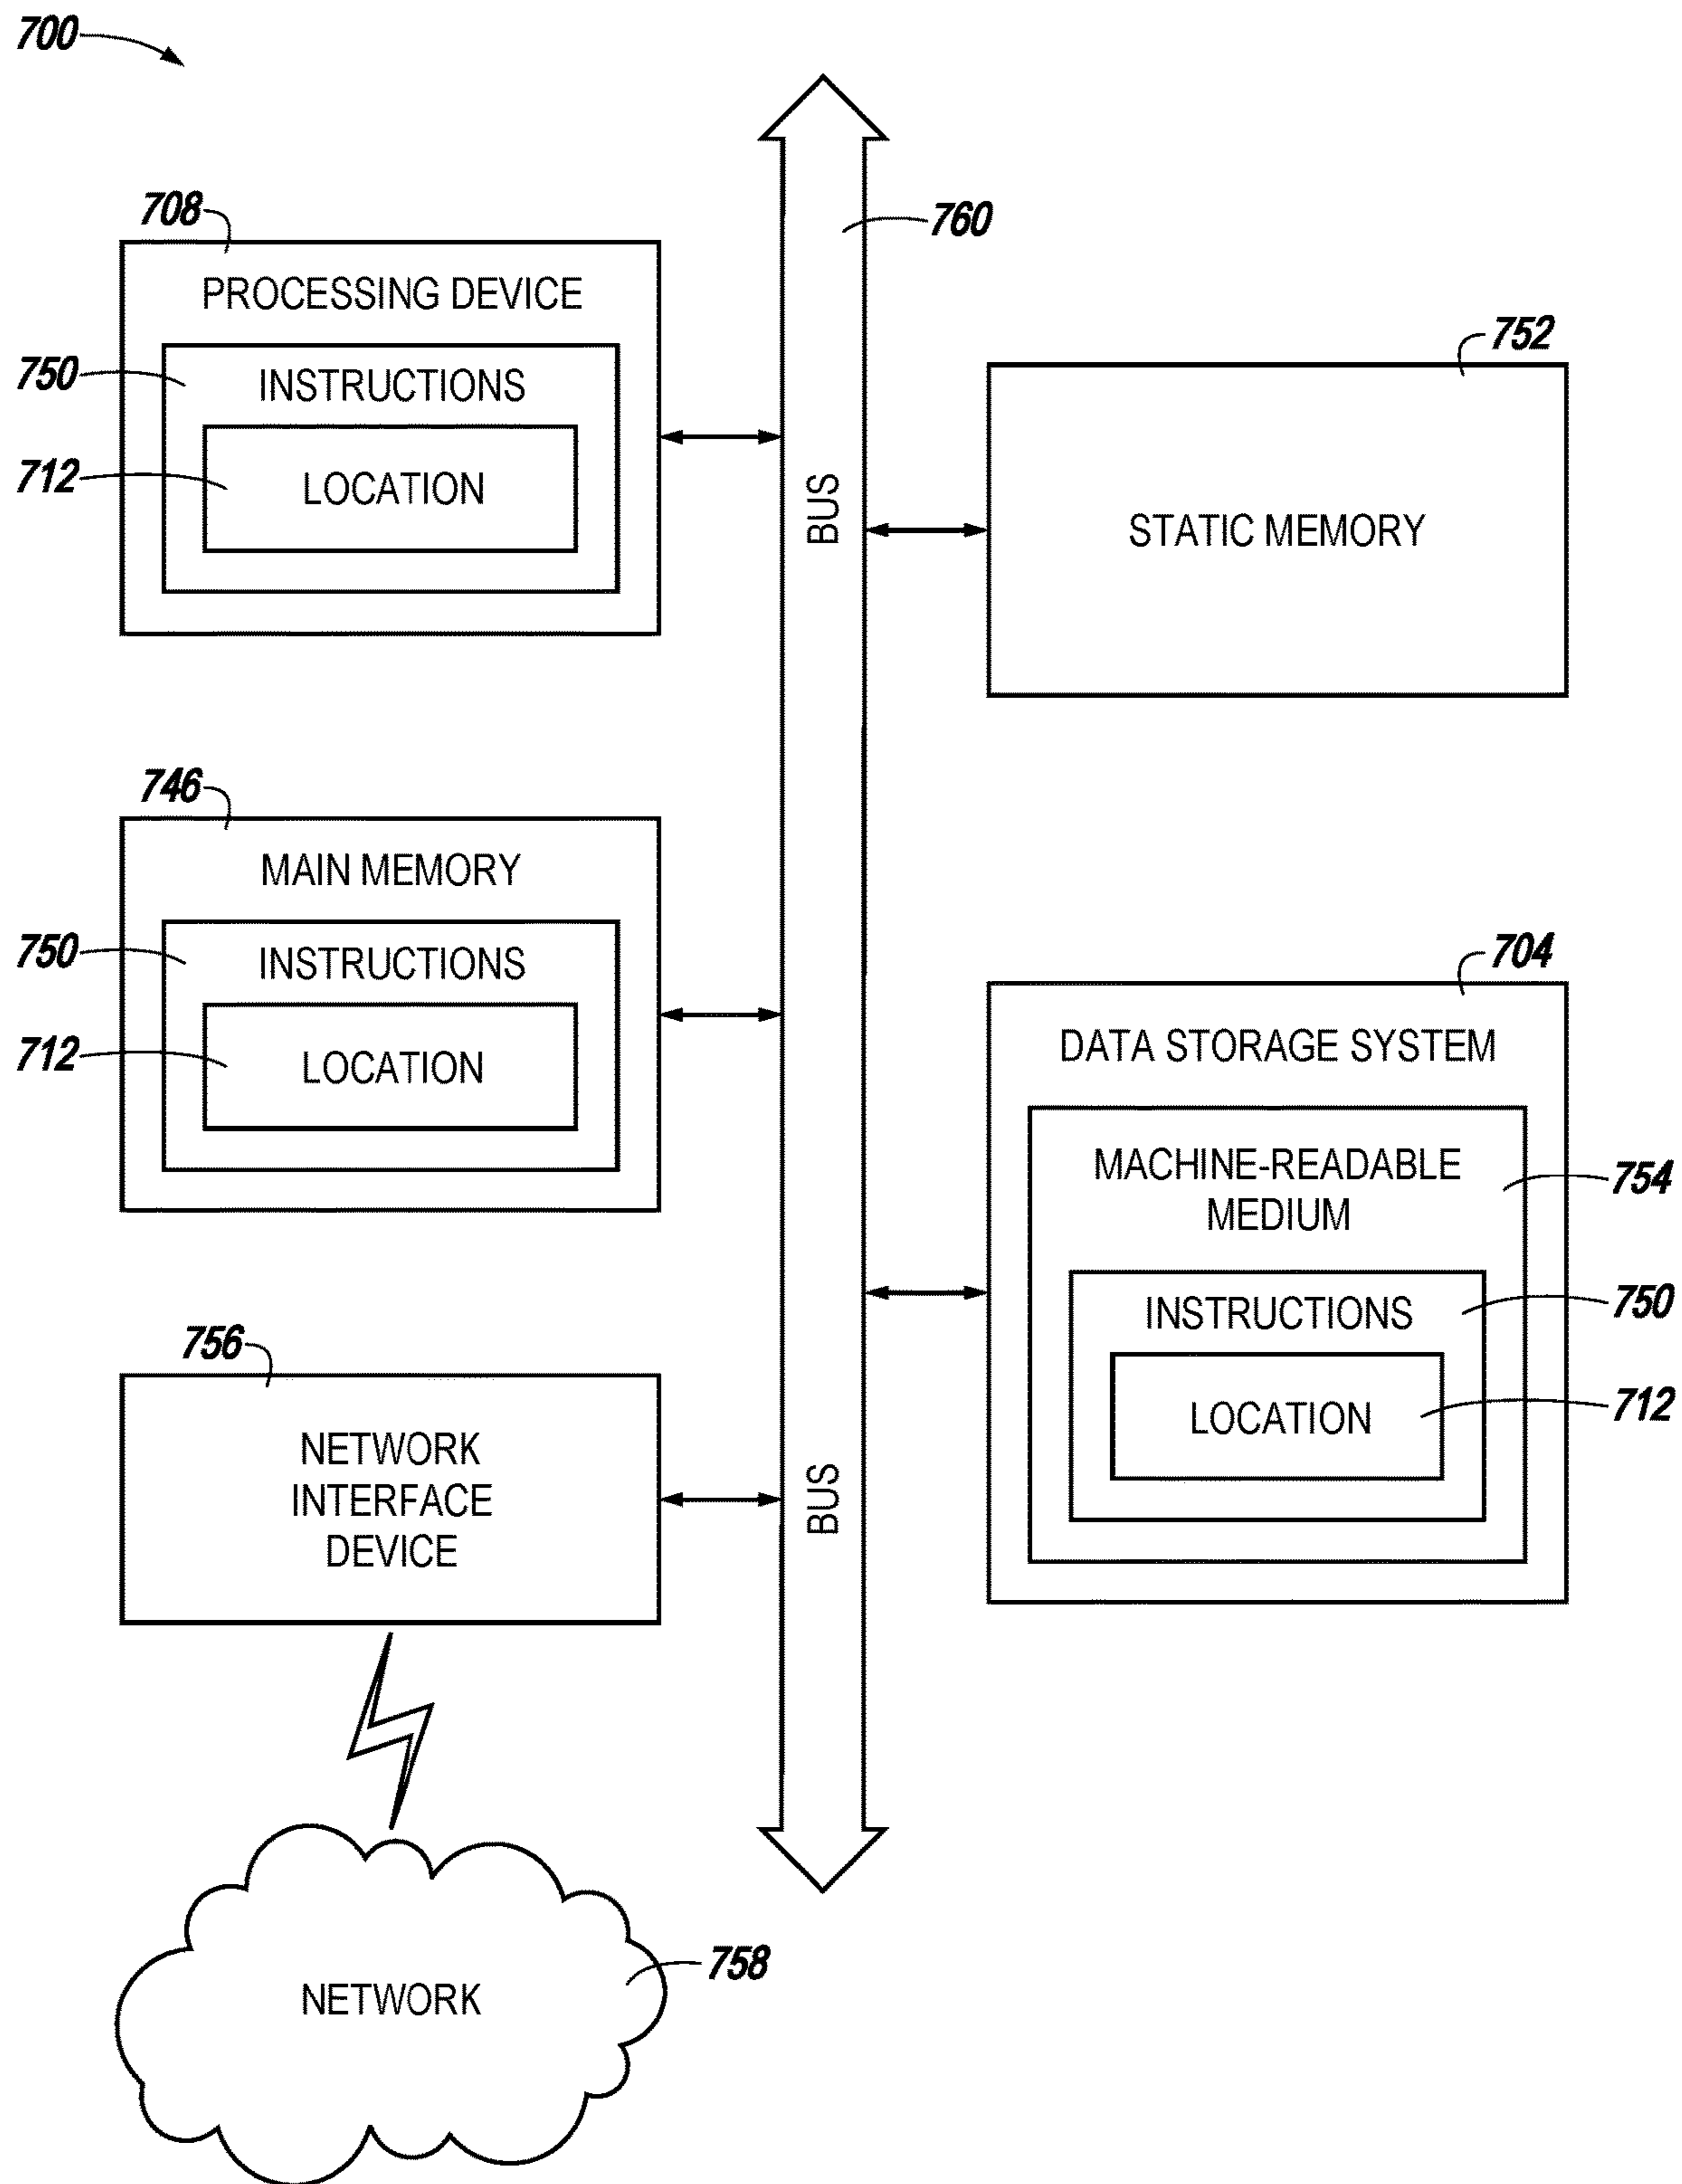 700
708
PROCESSING DEVICE
750
INSTRUCTIONS
712
LOCATION
760
BUS
752
STATIC MEMORY
746
MAIN MEMORY
750
INSTRUCTIONS
712
LOCATION
704
DATA STORAGE SYSTEM
MACHINE-READABLE
MEDIUM
754
INSTRUCTIONS
750
LOCATION
712
756
NETWORK
INTERFACE
DEVICE
BUS
NETWORK
758